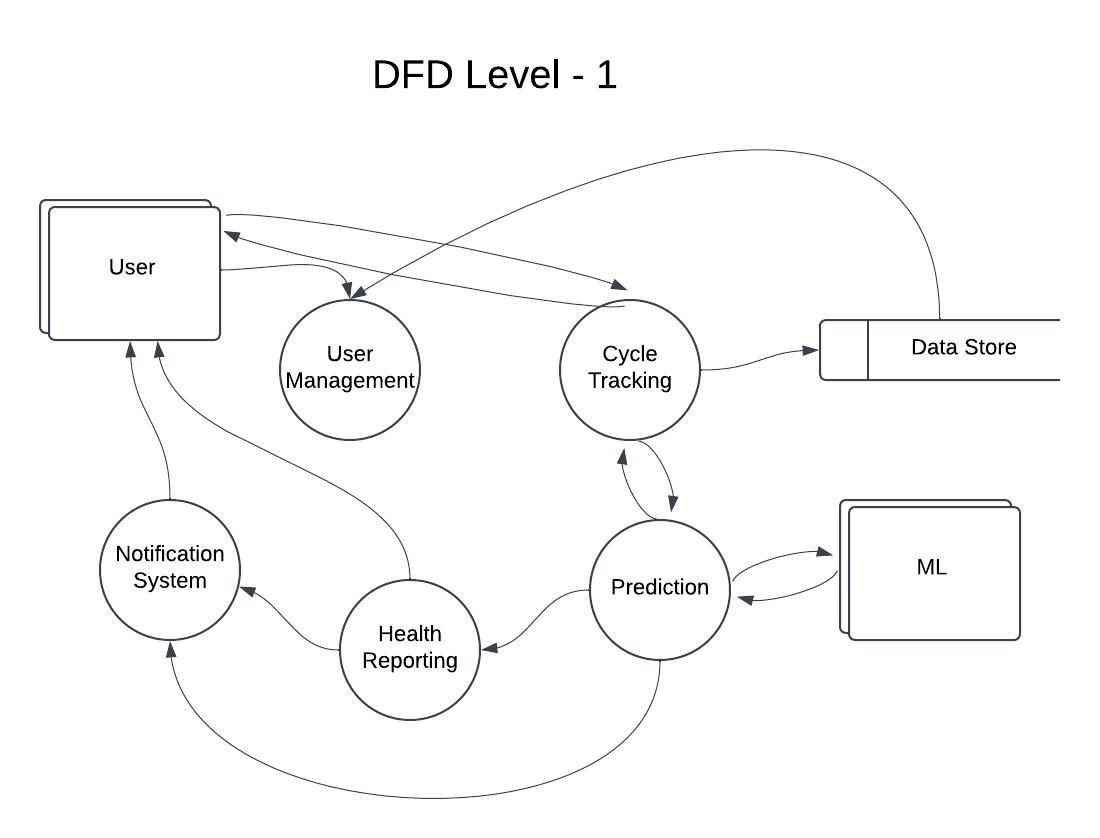 DFD Level - 1
User
User
Management
Cycle
Tracking
Data Store
Notification
System
Health
Reporting
Prediction
ML